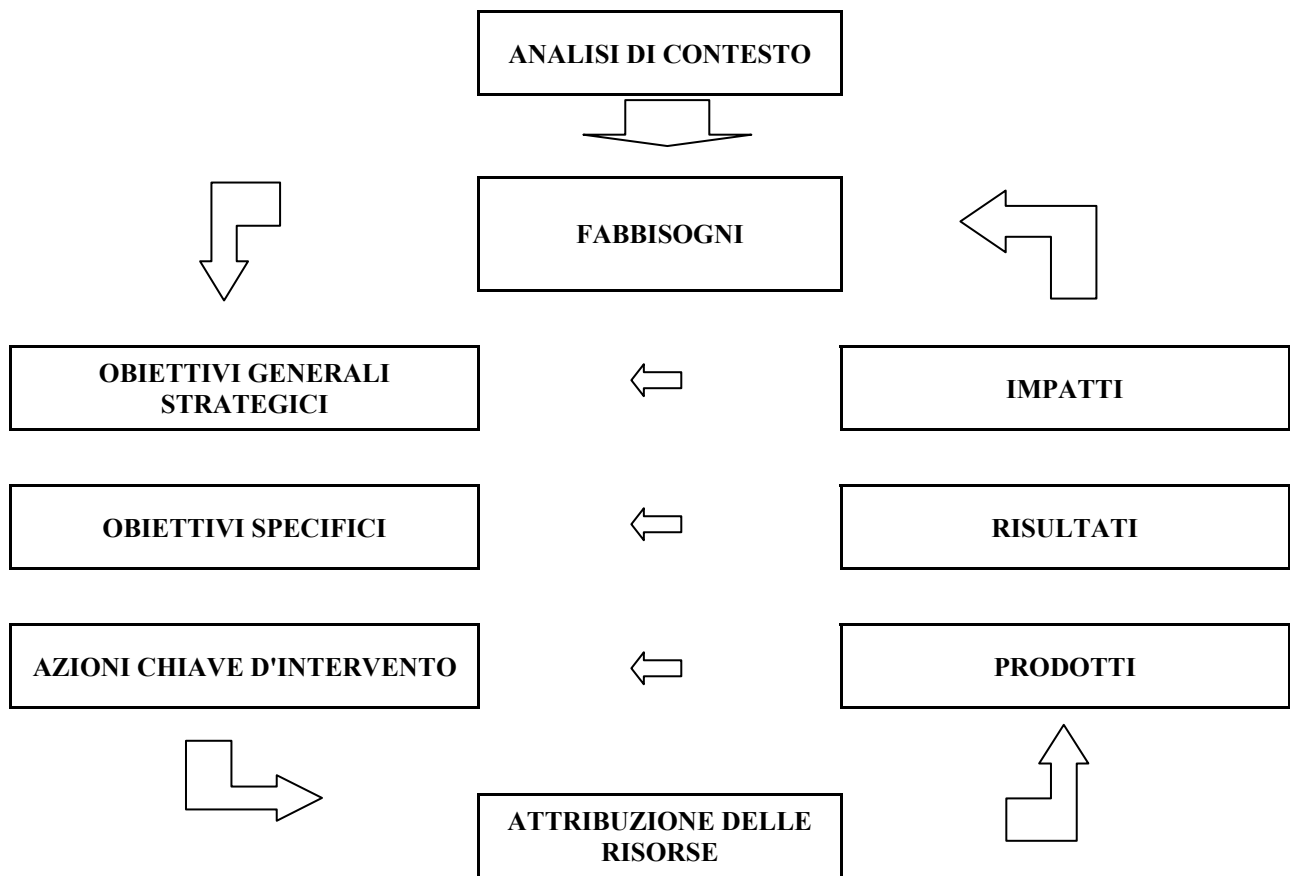 ANALISI DI CONTESTO
FABBISOGNI
OBIETTIVI GENERALI
STRATEGICI
IMPATTI
OBIETTIVI SPECIFICI
RISULTATI
AZIONI CHIAVE D'INTERVENTO
PRODOTTI
ATTRIBUZIONE DELLE
RISORSE